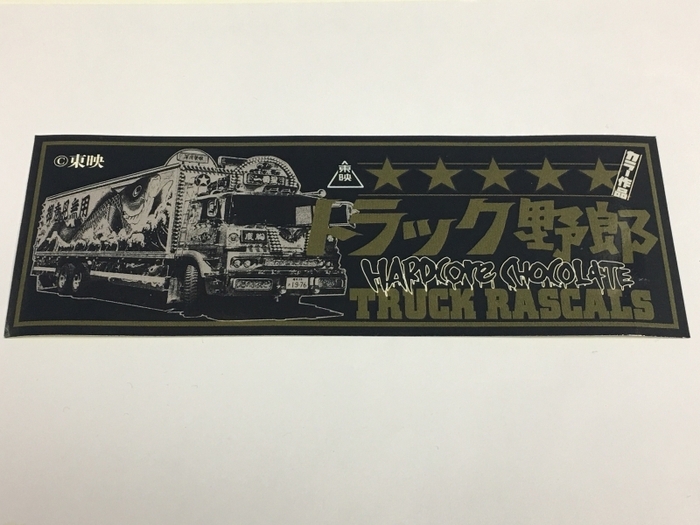 ©東映
東映
カラー作品
トラック野郎
HARDCORE CHOCOLATE
TRUCK RASCALS
1976